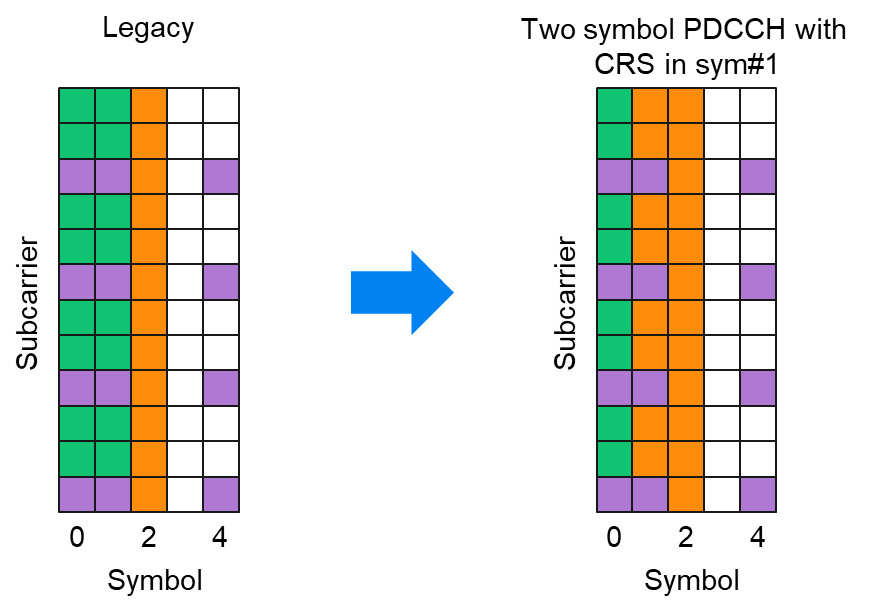 Legacy
Two symbol PDCCH with
CRS in sym#1
Subcarrier
Subcarrier
0 2 4
0 2 4
Symbol
Symbol